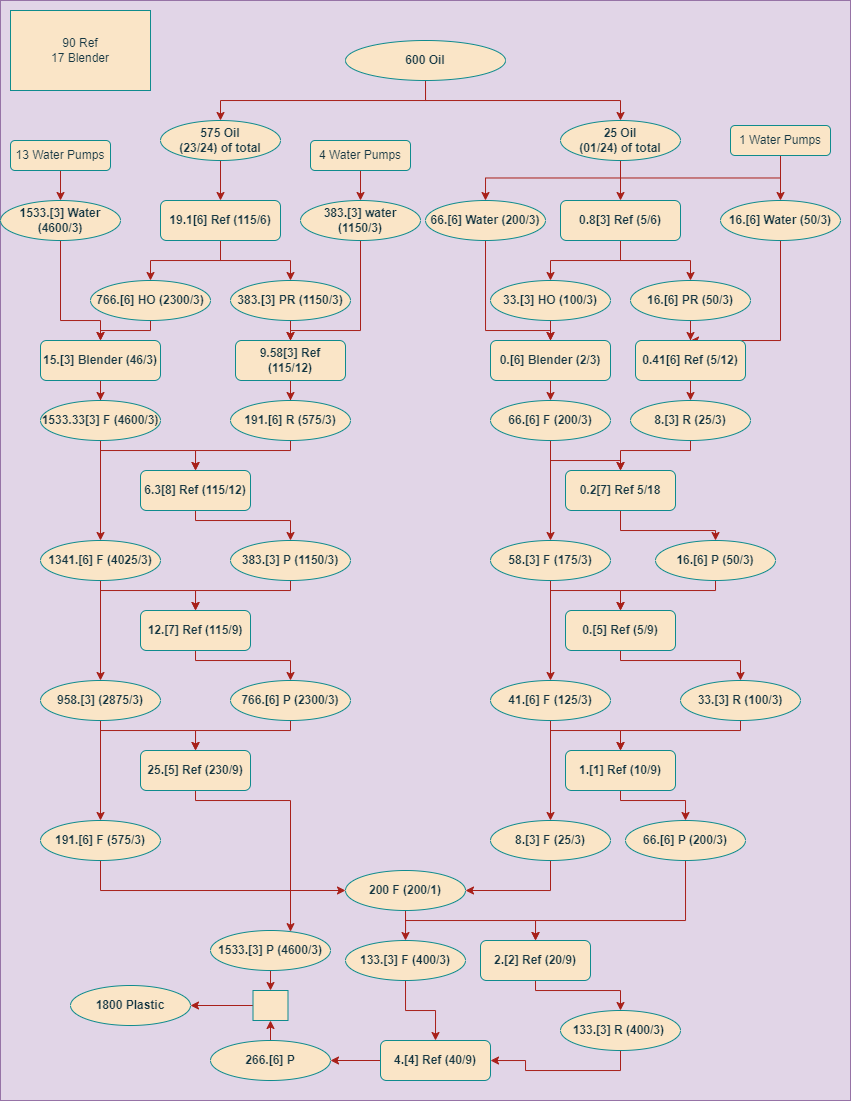 90 Ref
17 Blender
600 Oil
575 Oil
(23/24) of total
25 Oil
(01/24) of total
1 Water Pumps
13 Water Pumps
4 Water Pumps
1533.[3] Water
(4600/3)
19.1[6] Ref (115/6)
383.[3] water
(1150/3)
66.[6] Water (200/3)
0.8[3] Ref (5/6)
16.[6] Water (50/3)
766.[6] HO (2300/3)
383.[3] PR (1150/3)
33.[3] HO (100/3)
16.[6] PR (50/3)
15.[3] Blender (46/3)
9.58[3] Ref
(115/12)
0.[6] Blender (2/3)
0.41[6] Ref (5/12)
1533.33[3] F (4600/3)
191.[6] R (575/3)
66.[6] F (200/3)
8.[3] R (25/3)
6.3[8] Ref (115/12)
0.2[7] Ref 5/18
1341.[6] F (4025/3)
383.[3] P (1150/3)
58.[3] F (175/3)
16.[6] P (50/3)
12.[7] Ref (115/9)
0.[5] Ref (5/9)
958.[3] (2875/3)
766.[6] P (2300/3)
41.[6] F (125/3)
33.[3] R (100/3)
25.[5] Ref (230/9)
1.[1] Ref (10/9)
191.[6] F (575/3)
8.[3] F (25/3)
66.[6] P (200/3)
200 F (200/1)
1533.[3] P (4600/3)
133.[3] F (400/3)
2.[2] Ref (20/9)
1800 Plastic
133.[3] R (400/3)
266.[6] P
4.[4] Ref (40/9)